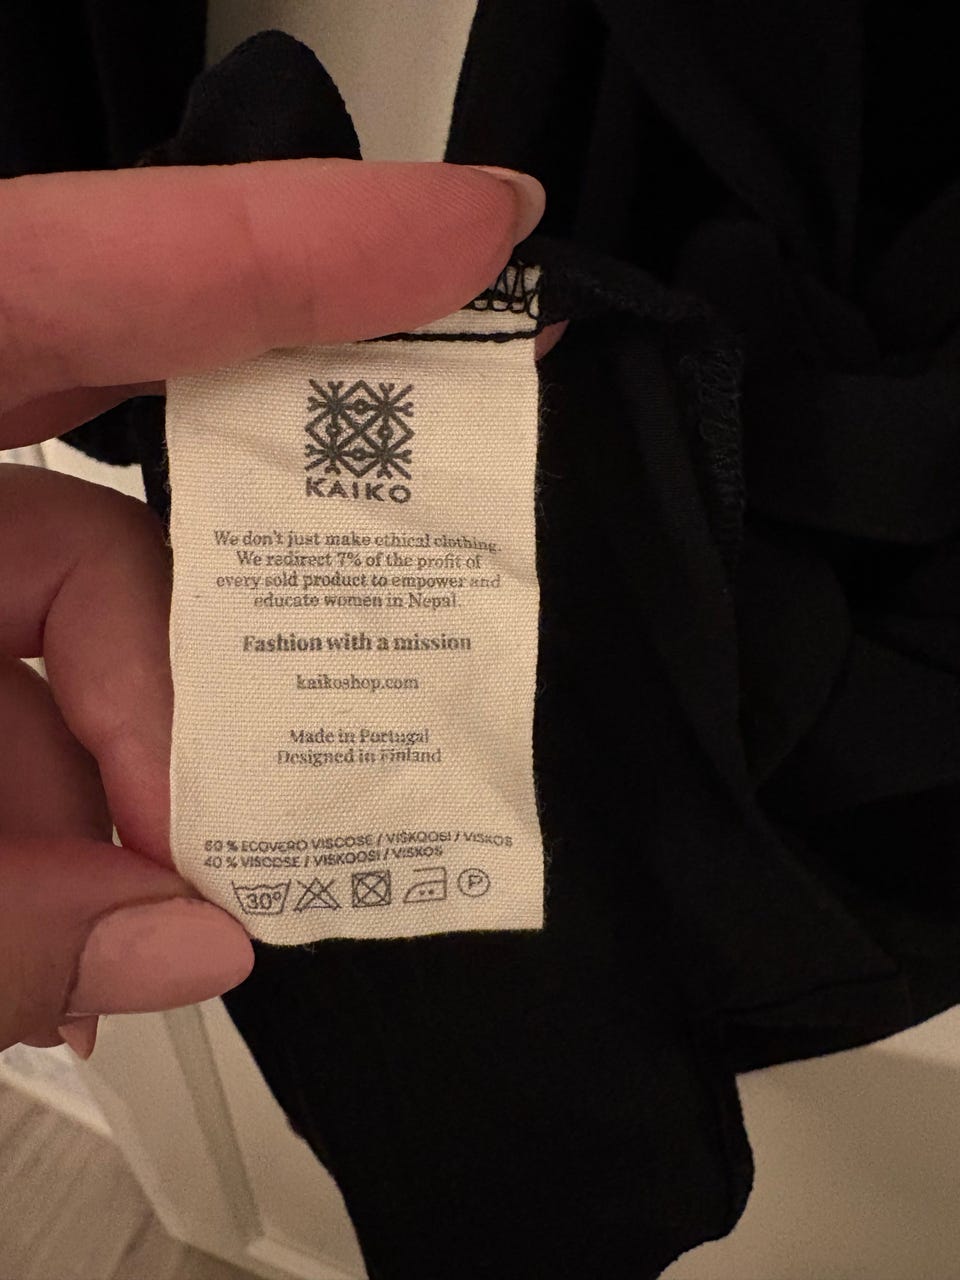 KAIKO
We don't just make ethical clothing.
We redirect 7% of the profit of
every sold product to empower and
educate women in Nepal.
Fashion with a mission
kaikoshop.com
Made in Portugal
Designed in Finland
60 % ECOVERO VISCOSE / VISKOOSI / VISKOS
40 % VISCOSE / VISKOOSI / VISKOS
30° P